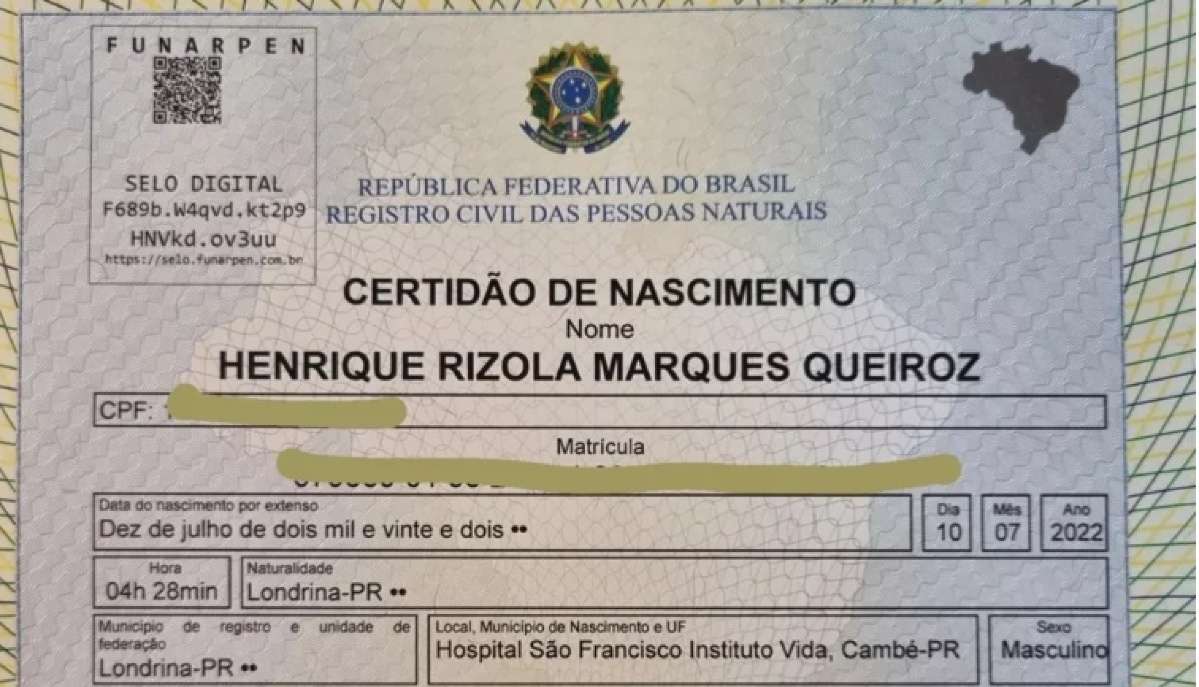 FUNARPEN
SELO DIGITAL
F689b.W4qvd.kt2p9
HNVkd.ov3uu
https://selo.funarpen.com.br
REPÚBLICA FEDERATIVA DO BRASIL
REGISTRO CIVIL DAS PESSOAS NATURAIS
CERTIDÃO DE NASCIMENTO
Nome
HENRIQUE RIZOLA MARQUES QUEIROZ
CPF:
Matrícula
Data do nascimento por extenso
Dez de julho de dois mil e vinte e dois ••
Dia
10
Mês
07
Ano
2022
Hora
04h 28min
Naturalidade
Londrina-PR ••
Município de registro e unidade de
federação
Londrina-PR ••
Local, Município de Nascimento e UF
Hospital São Francisco Instituto Vida, Cambé-PR
Sexo
Masculino